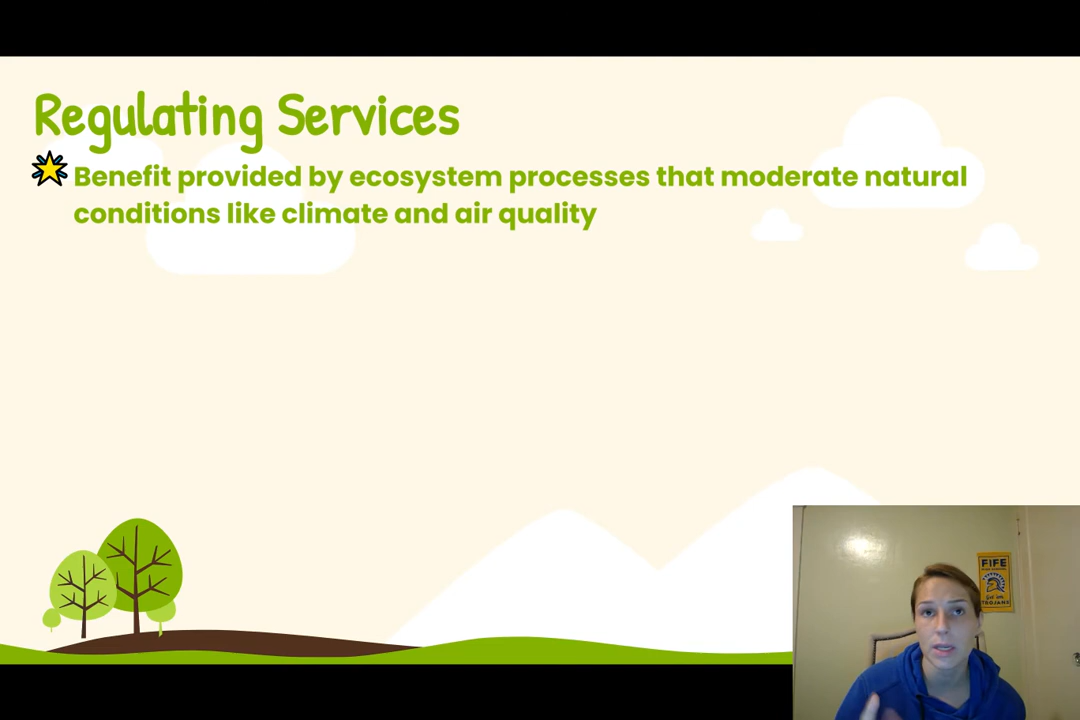 Regulating Services
Benefit provided by ecosystem processes that moderate natural
conditions like climate and air quality
FIFE
TROJANS